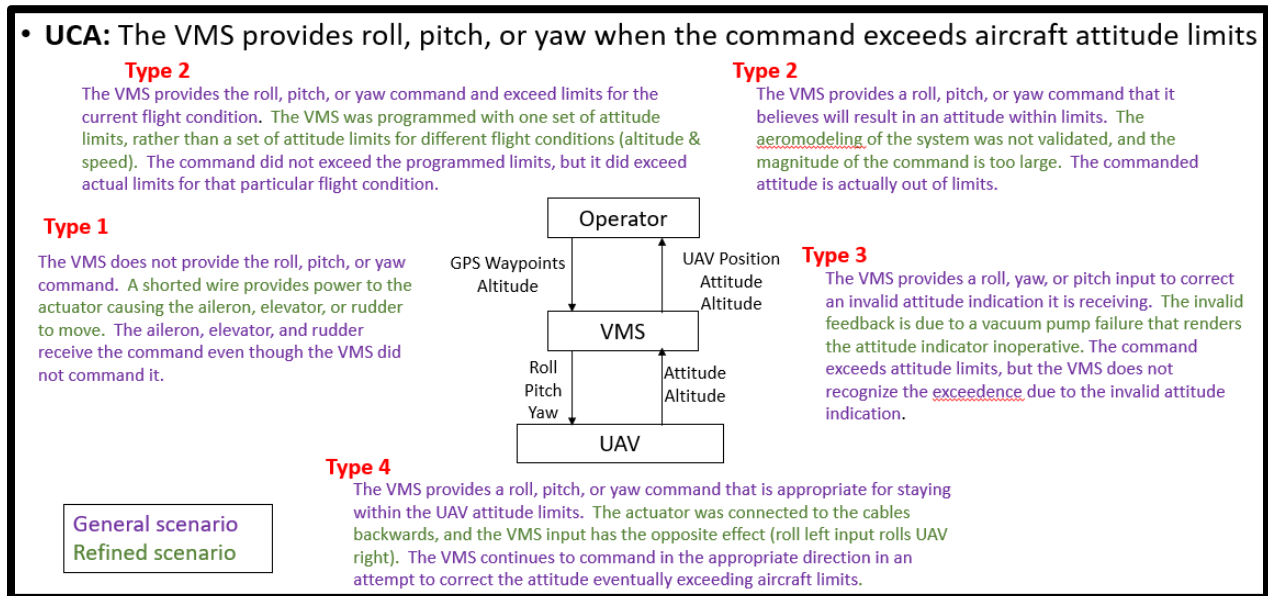 • UCA: The VMS provides roll, pitch, or yaw when the command exceeds aircraft attitude limits
Type 2
The VMS provides the roll, pitch, or yaw command and exceed limits for the
current flight condition. The VMS was programmed with one set of attitude
limits, rather than a set of attitude limits for different flight conditions (altitude &
speed). The command did not exceed the programmed limits, but it did exceed
actual limits for that particular flight condition.
Type 2
The VMS provides a roll, pitch, or yaw command that it
believes will result in an attitude within limits. The
aeromodeling of the system was not validated, and the
magnitude of the command is too large. The commanded
attitude is actually out of limits.
Type 1
The VMS does not provide the roll, pitch, or yaw
command. A shorted wire provides power to the
actuator causing the aileron, elevator, or rudder
to move. The aileron, elevator, and rudder
receive the command even though the VMS did
not command it.
Operator
GPS Waypoints
Altitude
UAV Position
Attitude
Altitude
VMS
Roll
Pitch
Yaw
Attitude
Altitude
UAV
Type 3
The VMS provides a roll, yaw, or pitch input to correct
an invalid attitude indication it is receiving. The invalid
feedback is due to a vacuum pump failure that renders
the attitude indicator inoperative. The command
exceeds attitude limits, but the VMS does not
recognize the exceedence due to the invalid attitude
indication.
Type 4
The VMS provides a roll, pitch, or yaw command that is appropriate for staying
within the UAV attitude limits. The actuator was connected to the cables
backwards, and the VMS input has the opposite effect (roll left input rolls UAV
right). The VMS continues to command in the appropriate direction in an
attempt to correct the attitude eventually exceeding aircraft limits.
General scenario
Refined scenario